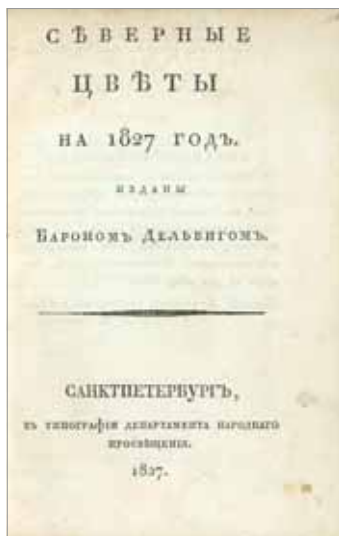 СѢВЕРНЫЕ
ЦВѢТЫ
НА 1827 ГОДЪ.
ИЗДАНЫ
БАРОНОМЪ ДЕЛЬВИГОМЪ.
САНКТПЕТЕРБУРГЪ,
ВЪ ТИПОГРАФІИ ДЕПАРТАМЕНТА НАРОДНАГО
ПРОСВѢЩЕНІЯ.
1827.